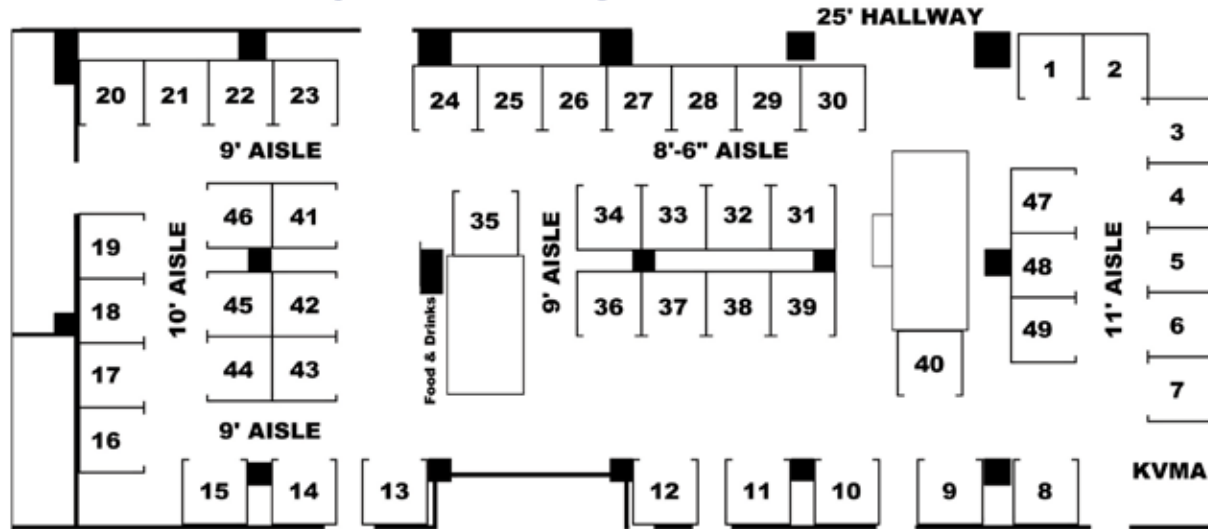 25' HALLWAY
1 2
20 21 22 23
24 25 26 27 28 29 30
3
9' AISLE
8'-6" AISLE
4
46 41
35
34 33 32 31
47
19
10' AISLE
9' AISLE
11' AISLE
5
48
18
45 42
Food & Drinks
36 37 38 39
6
49
17
44 43
40
7
16
9' AISLE
15 14 13 12 11 10 9 8
KVMA